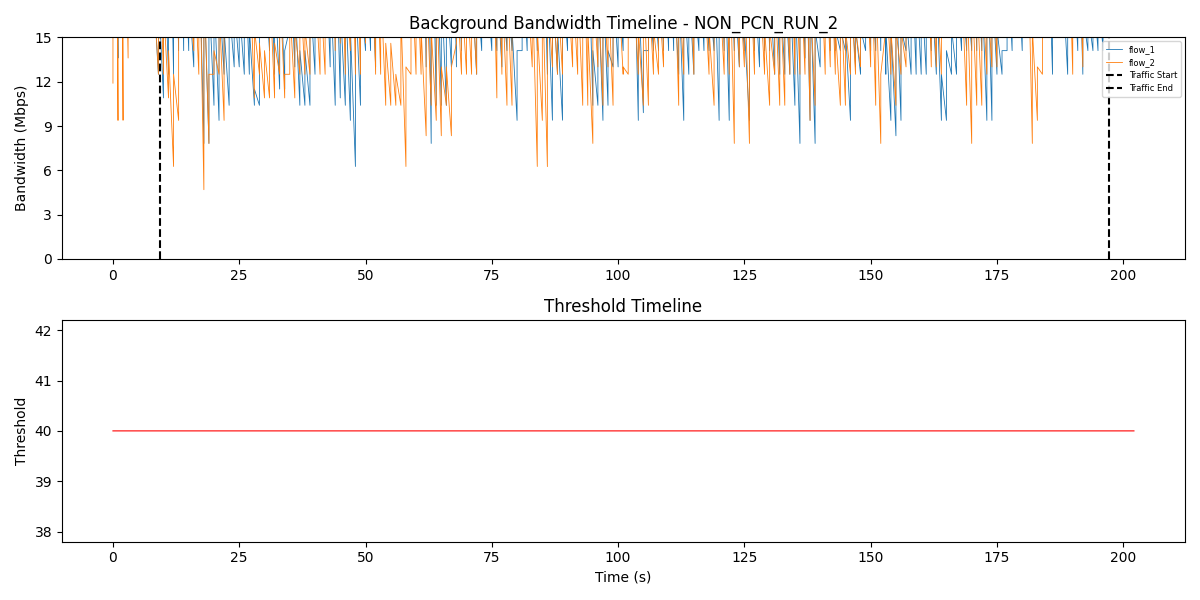 Background Bandwidth Timeline - NON_PCN_RUN_2
Bandwidth (Mbps)
15
12
9
6
3
0
flow_1
flow_2
Traffic Start
Traffic End
0 25 50 75 100 125 150 175 200
Threshold Timeline
Threshold
42
41
40
39
38
0 25 50 75 100 125 150 175 200
Time (s)